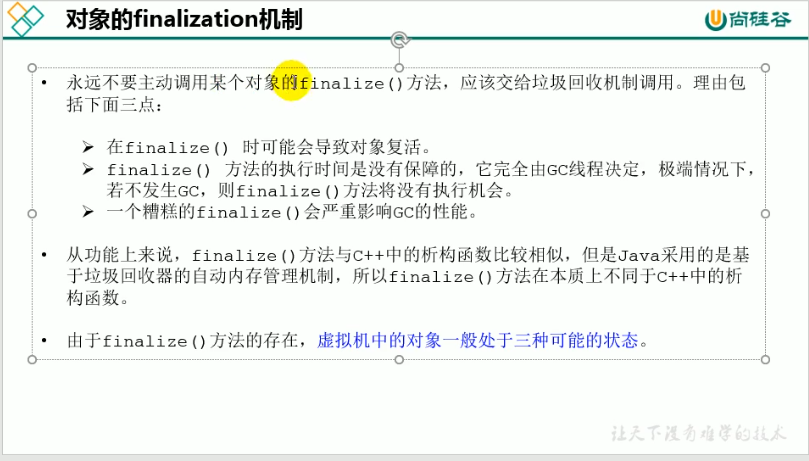 对象的finalization机制
尚硅谷
• 永远不要主动调用某个对象的finalize()方法，应该交给垃圾回收机制调用。理由包
括下面三点：
➢ 在finalize() 时可能会导致对象复活。
➢ finalize() 方法的执行时间是没有保障的，它完全由GC线程决定，极端情况下，
若不发生GC，则finalize()方法将没有执行机会。
➢ 一个糟糕的finalize()会严重影响GC的性能。
• 从功能上来说，finalize()方法与C++中的析构函数比较相似，但是Java采用的是基
于垃圾回收器的自动内存管理机制，所以finalize()方法在本质上不同于C++中的析
构函数。
• 由于finalize()方法的存在，虚拟机中的对象一般处于三种可能的状态。
让天下没有难学的技术